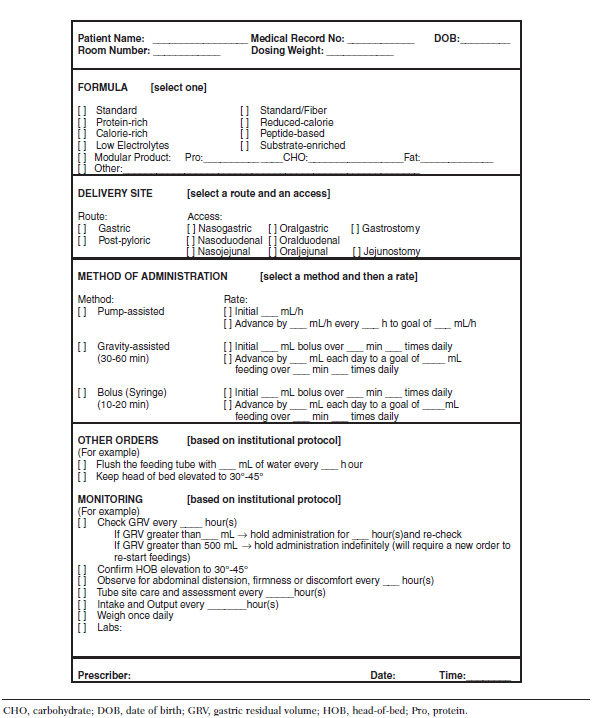 Patient Name: __________________ Medical Record No: _____________ DOB:__________
Room Number: _____________ Dosing Weight: _____________
FORMULA [select one]
[ ] Standard [ ] Standard/Fiber
[ ] Protein-rich [ ] Reduced-calorie
[ ] Calorie-rich [ ] Peptide-based
[ ] Low Electrolytes [ ] Substrate-enriched
[ ] Modular Product: Pro:_______________CHO:__________________Fat:______________
[ ] Other:__________________________________________________________
DELIVERY SITE [select a route and an access]
Route: Access:
[ ] Gastric [ ] Nasogastric [ ] Oralgastric [ ] Gastrostomy
[ ] Post-pyloric [ ] Nasoduodenal [ ] Oralduodenal
[ ] Nasojejunal [ ] Oraljejunal [ ] Jejunostomy
METHOD OF ADMINISTRATION [select a method and then a rate]
Method: Rate:
[ ] Pump-assisted [ ] Initial ___ mL/h
[ ] Advance by ___ mL/h every ___ h to goal of ___ mL/h
[ ] Gravity-assisted [ ] Initial ___ mL bolus over ___ min ___ times daily
(30-60 min) [ ] Advance by ___ mL each day to a goal of ____ mL
feeding over ___ min ___ times daily
[ ] Bolus (Syringe) [ ] Initial ___ mL bolus over ___ min ___ times daily
(10-20 min) [ ] Advance by ___ mL each day to a goal of ____mL
feeding over ___ min ___ times daily
OTHER ORDERS [based on institutional protocol]
(For example)
[ ] Flush the feeding tube with ___ mL of water every ___ hour
[ ] Keep head of bed elevated to 30°-45°
MONITORING [based on institutional protocol]
(For example)
[ ] Check GRV every ____ hour(s)
If GRV greater than___ mL → hold administration for ___ hour(s)and re-check
If GRV greater than 500 mL → hold administration indefinitely (will require a new order to
re-start feedings)
[ ] Confirm HOB elevation to 30°-45°
[ ] Observe for abdominal distension, firmness or discomfort every ___ hour(s)
[ ] Tube site care and assessment every _____hour(s)
[ ] Intake and Output every _______hour(s)
[ ] Weigh once daily
[ ] Labs:
Prescriber: Date: Time:________
CHO, carbohydrate; DOB, date of birth; GRV, gastric residual volume; HOB, head-of-bed; Pro, protein.